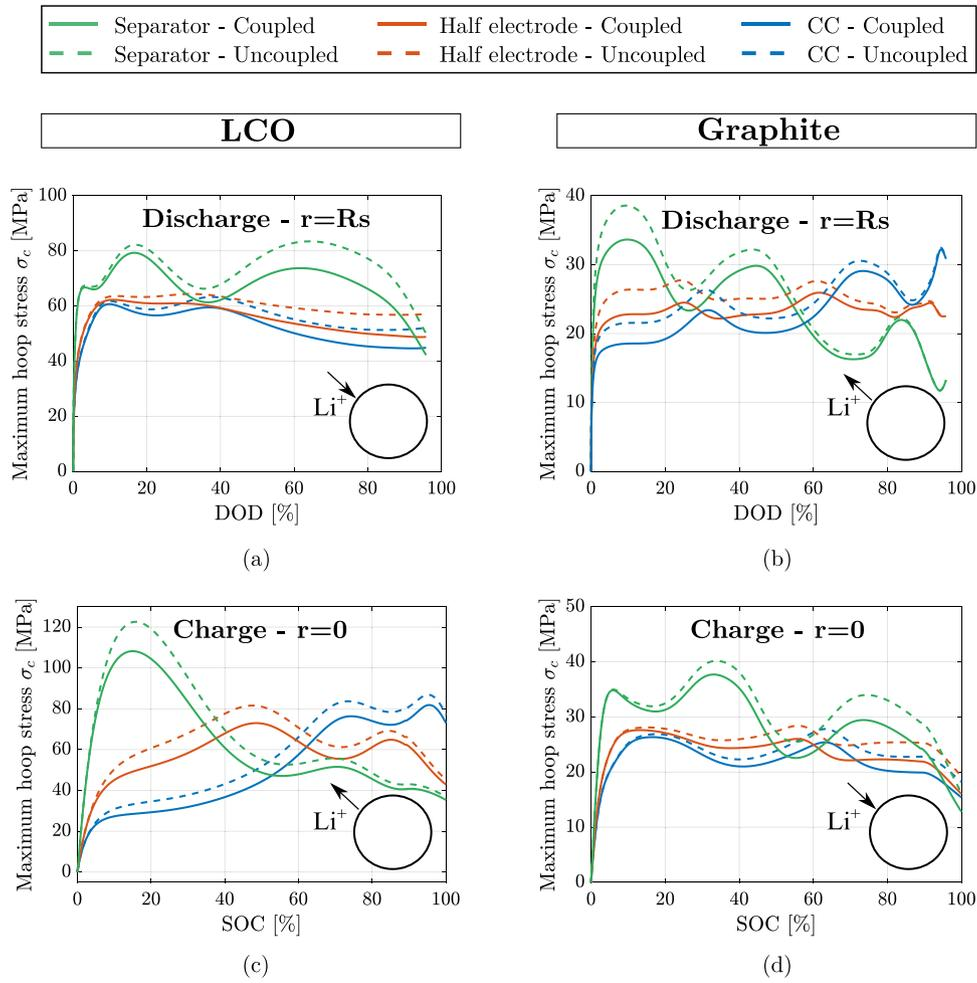 Separator - Coupled Half electrode - Coupled CC - Coupled
Separator - Uncoupled Half electrode - Uncoupled CC - Uncoupled
LCO
Graphite
Maximum hoop stress σc [MPa]
Discharge - r=Rs
100
80
60
40
20
0
Li+
0 20 40 60 80 100
DOD [%]
(a)
Maximum hoop stress σc [MPa]
Discharge - r=Rs
40
30
20
10
0
Li+
0 20 40 60 80 100
DOD [%]
(b)
Maximum hoop stress σc [MPa]
Charge - r=0
120
100
80
60
40
20
0
Li+
0 20 40 60 80 100
SOC [%]
(c)
Maximum hoop stress σc [MPa]
Charge - r=0
50
40
30
20
10
0
Li+
0 20 40 60 80 100
SOC [%]
(d)